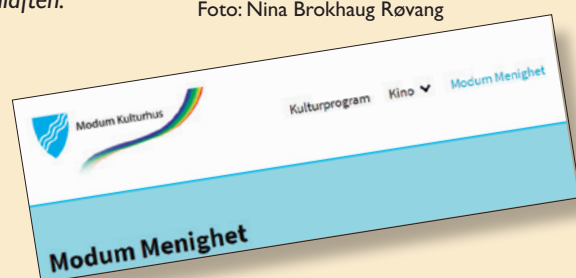 Foto: Nina Brokhaug Røvang
Modum Kulturhus
Kulturprogram Kino Modum Menighet
Modum Menighet